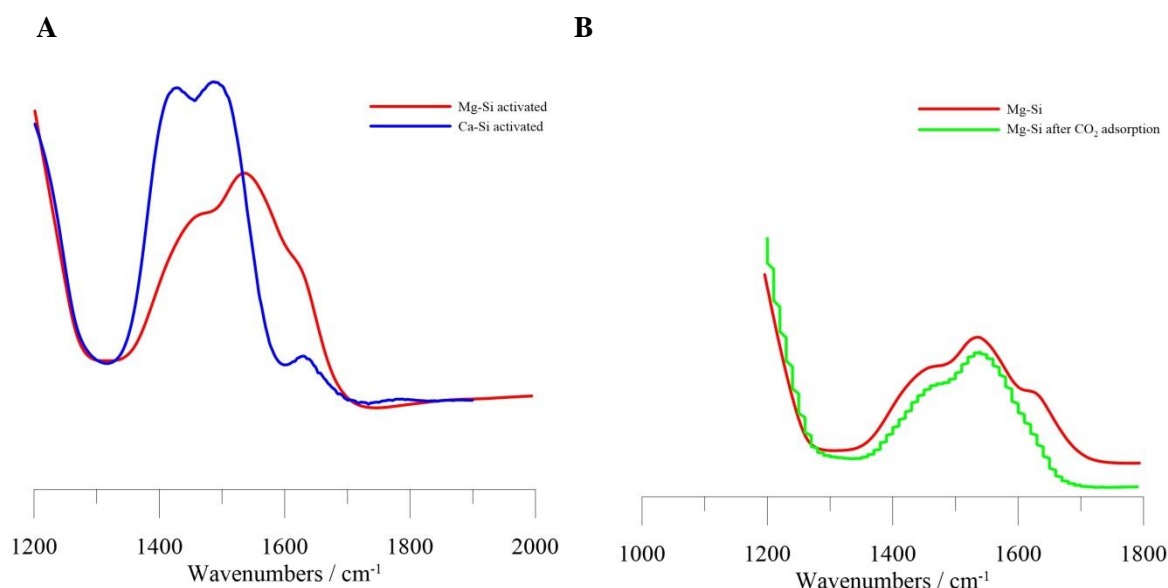 A
B
Mg-Si activated
Ca-Si activated
Mg-Si
Mg-Si after CO₂ adsorption
1200 1400 1600 1800 2000
Wavenumbers / cm⁻¹
1000 1200 1400 1600 1800
Wavenumbers / cm⁻¹